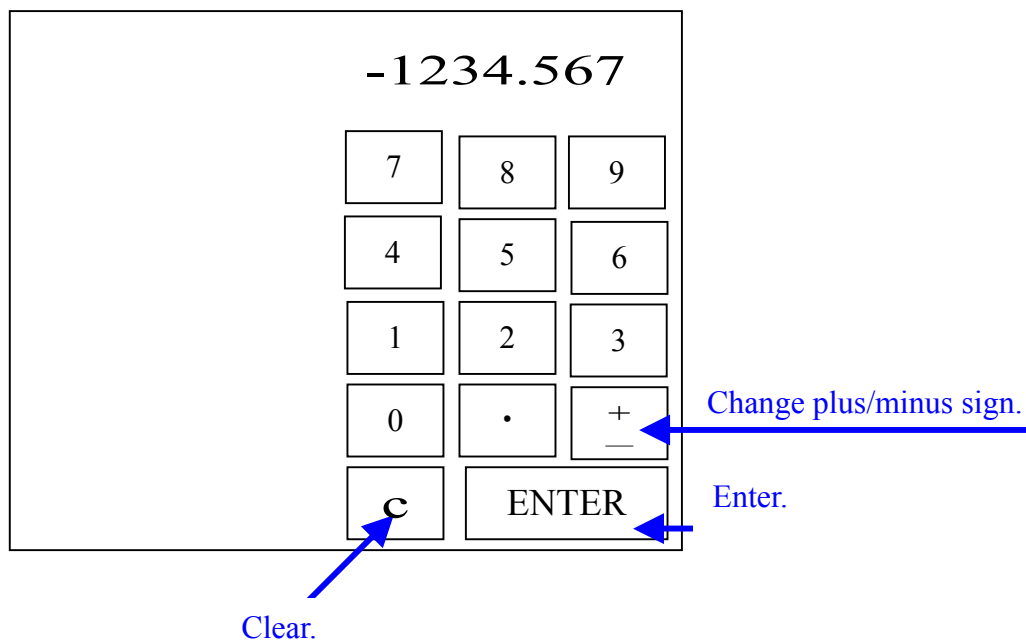 -1234.567
7 8 9
4 5 6
1 2 3
0 . +
—
Change plus/minus sign.
c ENTER
Enter.
Clear.